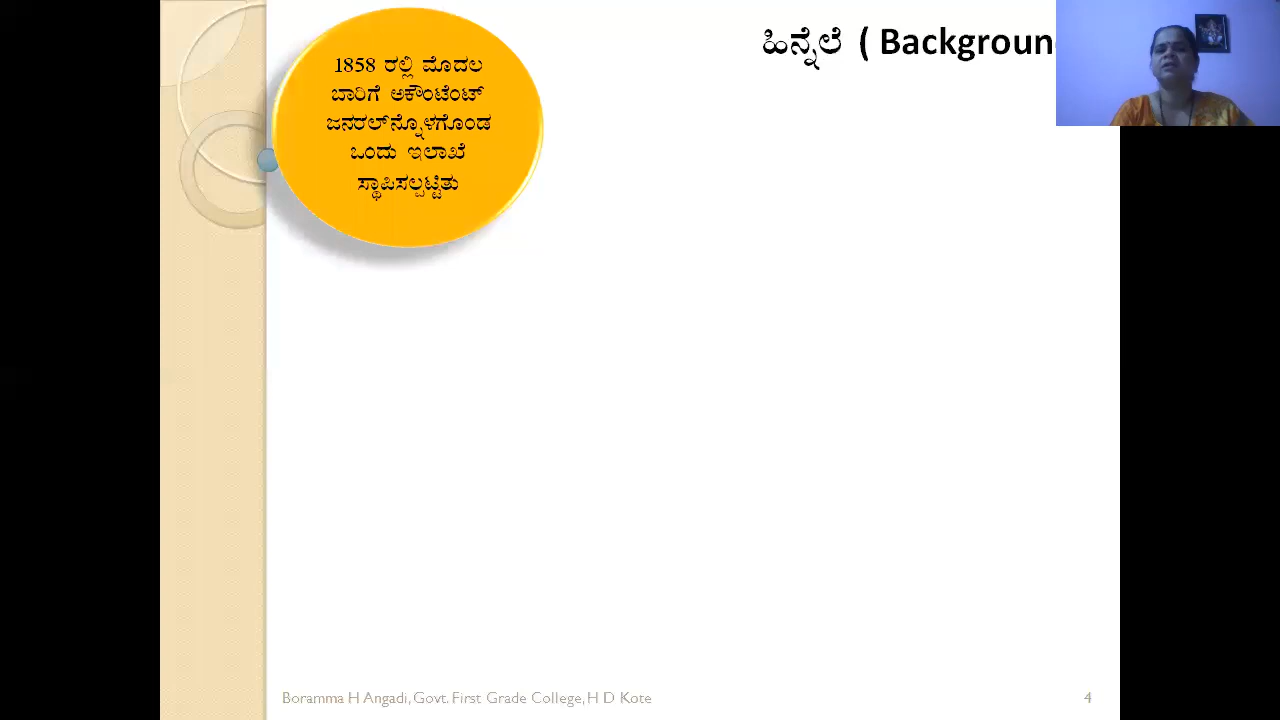 ಹಿನ್ನೆಲೆ ( Backgroun
1858 ರಲ್ಲಿ ಮೊದಲ
ಬಾರಿಗೆ ಅಕೌಂಟೆಂಟ್
ಜನರಲ್‌ನ್ನೊಳಗೊಂಡ
ಒಂದು ಇಲಾಖೆ
ಸ್ಥಾಪಿಸಲ್ಪಟ್ಟಿತು
Boramma H Angadi, Govt. First Grade College, H D Kote
4